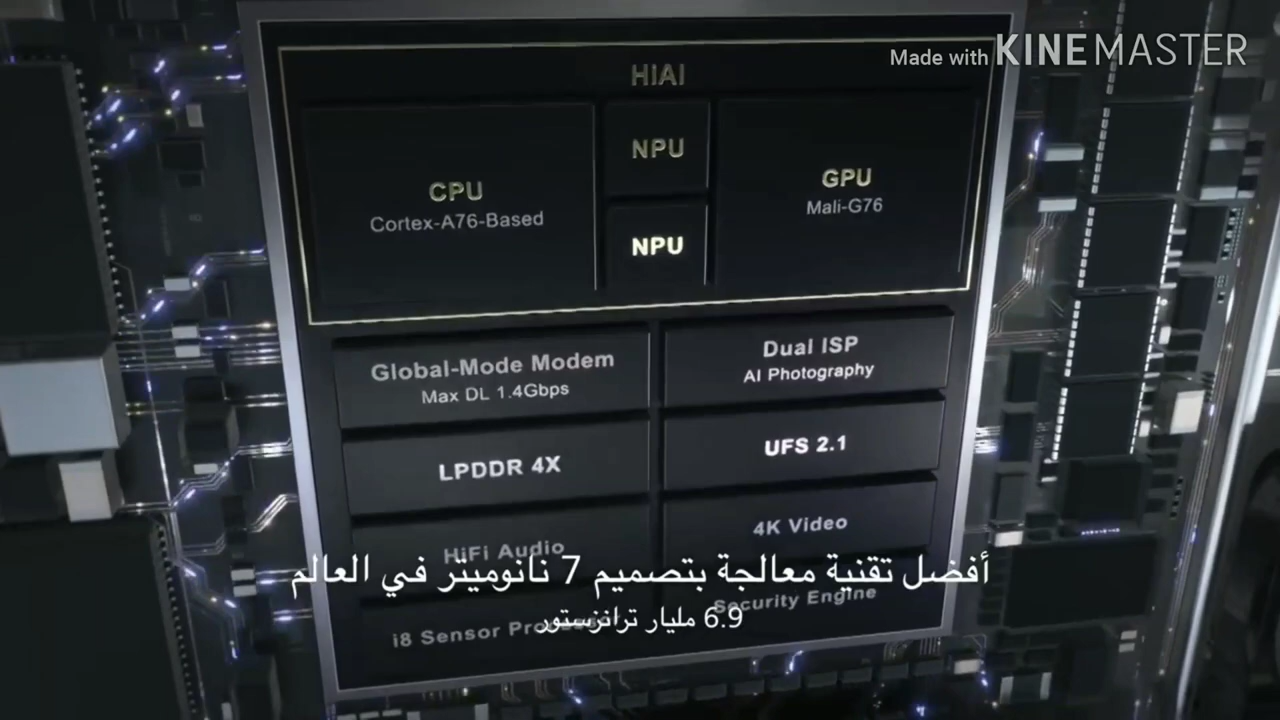 Made with KINEMASTER
HIAI
CPU
Cortex-A76-Based
NPU
NPU
GPU
Mali-G76
Global-Mode Modem
Max DL 1.4Gbps
Dual ISP
AI Photography
LPDDR 4X
UFS 2.1
HiFi Audio
4K Video
أفضل تقنية معالجة بتصميم 7 نانوميتر في العالم
i8 Sensor
Security Engine
6.9 مليار ترانزستور